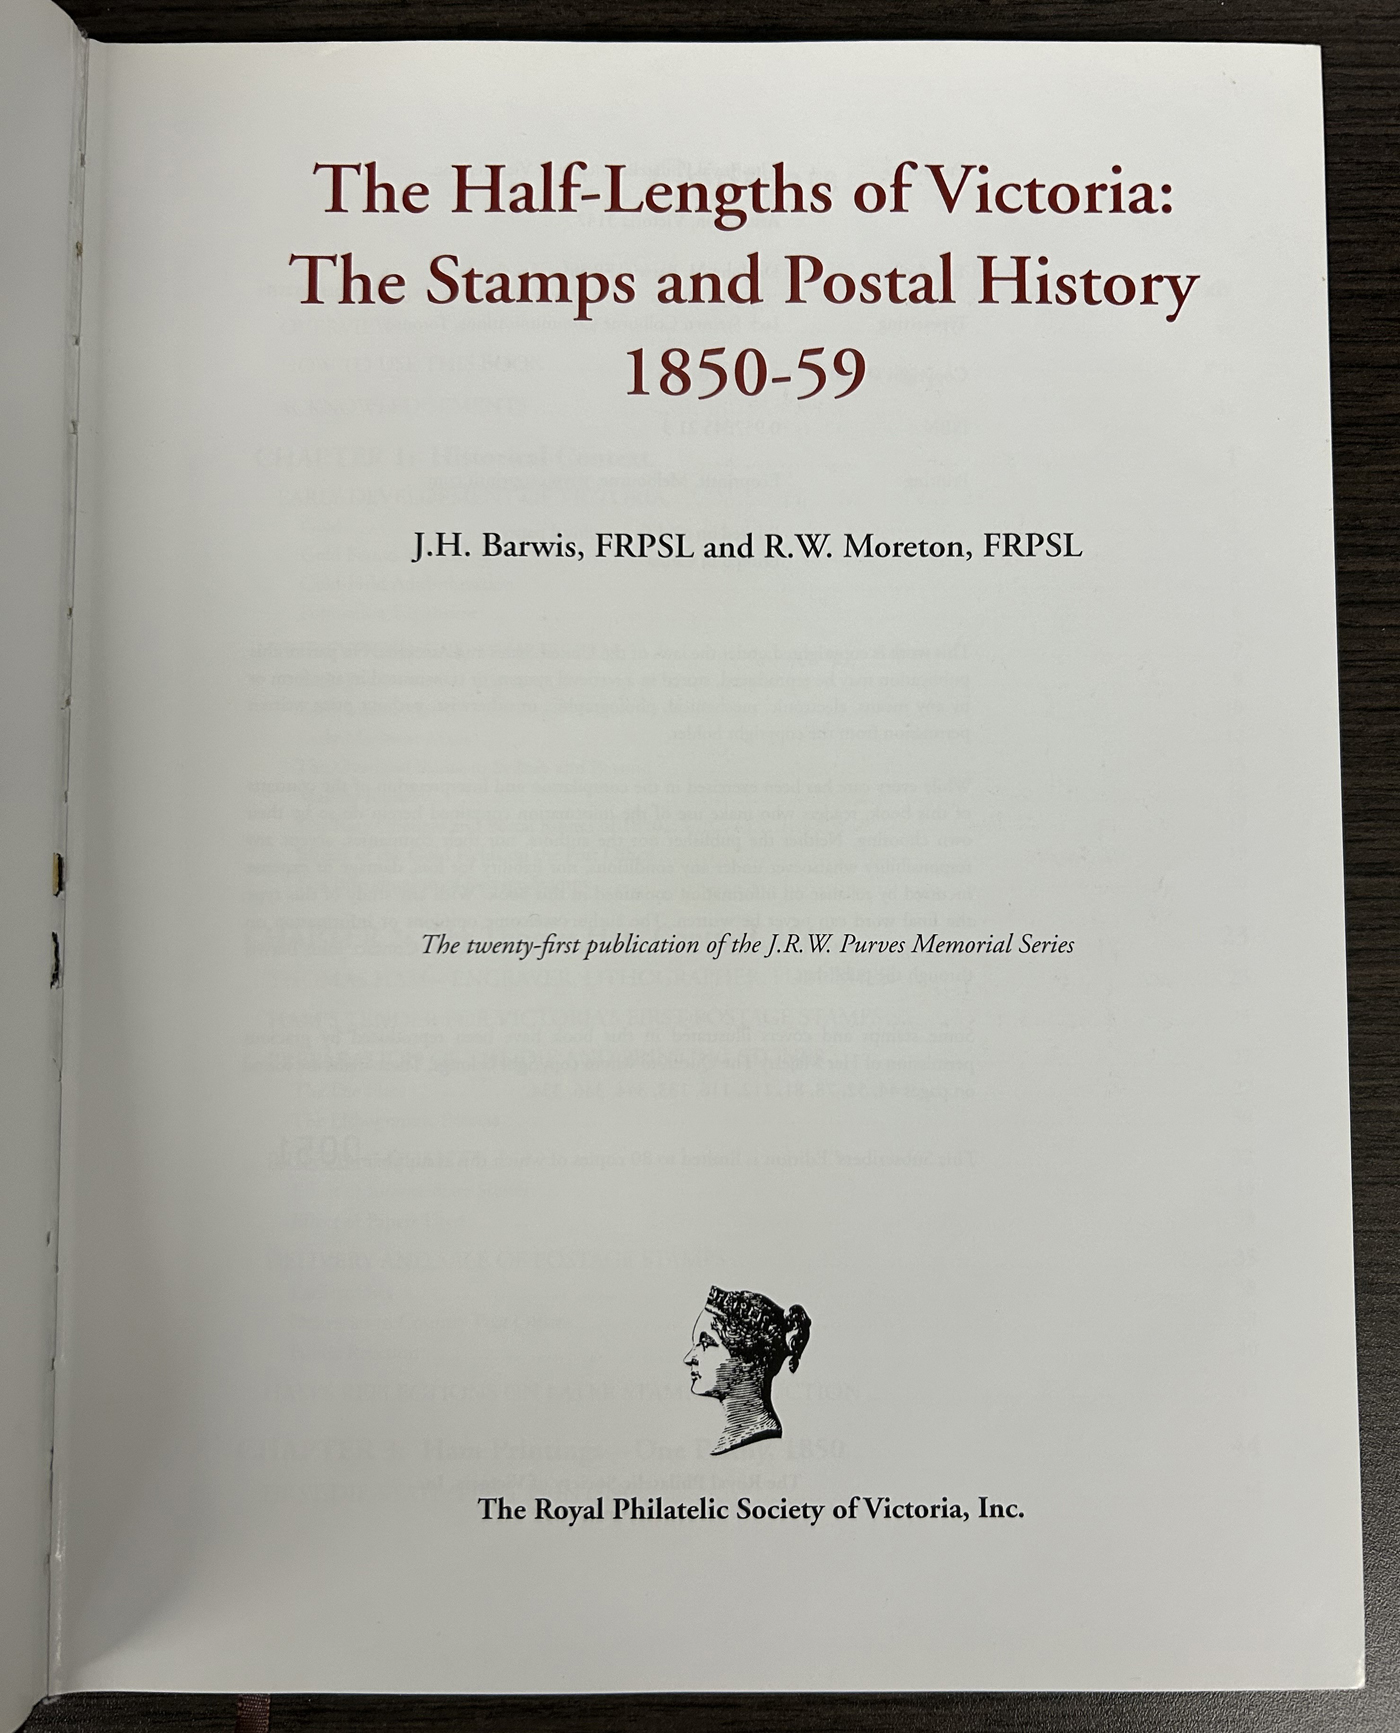 The Half-Lengths of Victoria:
The Stamps and Postal History
1850-59
J.H. Barwis, FRPSL and R.W. Moreton, FRPSL
The twenty-first publication of the J.R.W. Purves Memorial Series
The Royal Philatelic Society of Victoria, Inc.